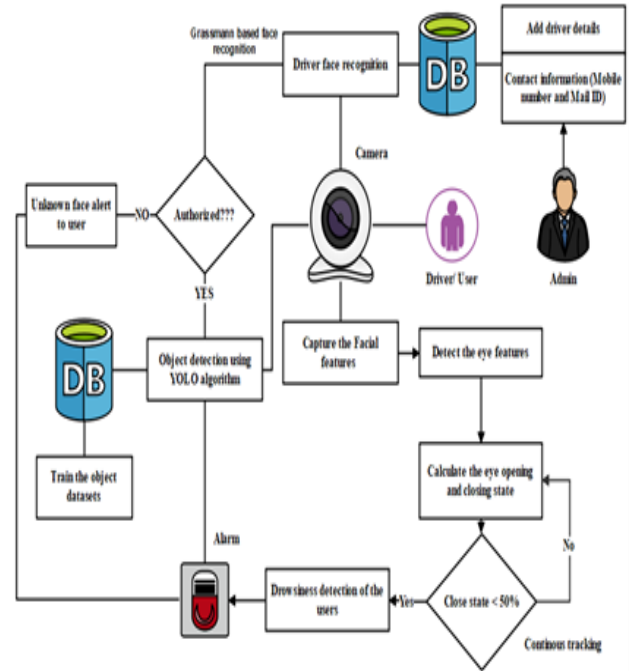 Grassmann based face
recognition
Driver face recognition
DB
Add driver details
Contact information (Mobile
number and Mail ID)
Camera
Unknown face alert
to user
NO
Authorized???
YES
Driver/ User
Admin
DB
Object detection using
YOLO algorithm
Capture the Facial
features
Detect the eye features
Train the object
datasets
Calculate the eye opening
and closing state
Alarm
No
Drowsiness detection of the
users
Yes
Close state < 50%
Continous tracking